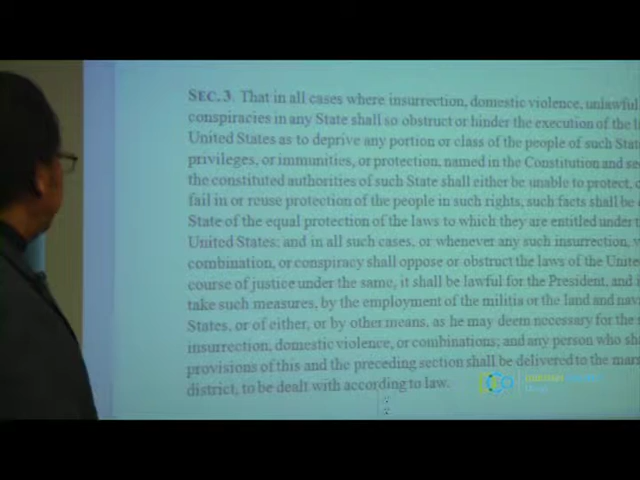 SEC. 3. That in all cases where insurrection, domestic violence, unlawful
conspiracies in any State shall so obstruct or hinder the execution of the
United States as to deprive any portion or class of the people of such
privileges, or immunities, or protection, named in the Constitution and
the constituted authorities of such State shall either be unable to protect,
fail in or reuse protection of the people in such rights, such facts shall be
State of the equal protection of the laws to which they are entitled under
United States; and in all such cases, or whenever any such insurrection,
combination, or conspiracy shall oppose or obstruct the laws of the United
course of justice under the same, it shall be lawful for the President, and
take such measures, by the employment of the militia or the land and
States, or of either, or by other means, as he may deem necessary for the
insurrection, domestic violence, or combinations; and any person who
provisions of this and the preceding section shall be delivered to the
district, to be dealt with according to law.